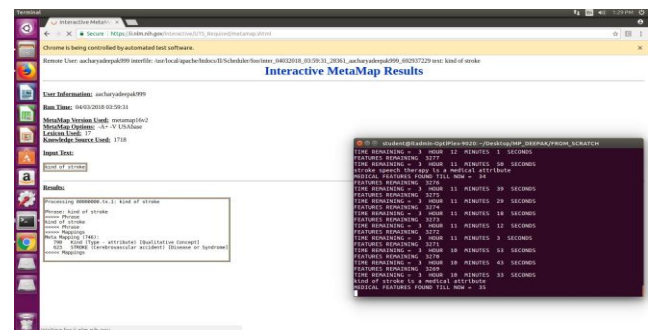 Terminal
1:29 PM
Interactive MetaMa
Secure https://ii.nlm.nih.gov/Interactive/UTS_Required/metamap.shtml
Chrome is being controlled by automated test software.
Remote User: aacharyadeepak999 interfile: /usr/local/apache/htdocs/II/Scheduler/foo/inter_04032018_03:59:31_28361_aacharyadeepak999_602937229 text: kind of stroke
Interactive MetaMap Results
User Information: aacharyadeepak999
Run Time: 04/03/2018 03:59:31
MetaMap Version Used: metamap16v2
MetaMap Options: -A+ -V USAbase
Lexicon Used: 17
Knowledge Source Used: 1718
Input Text:
kind of stroke
Results:
Processing 00000000.tx.1: kind of stroke
Phrase: kind of stroke
>>>>> Phrase
kind of stroke
<<<<< Phrase
>>>>> Mappings
Meta Mapping (746):
790 Kind (Type - attribute) [Qualitative Concept]
623 STROKE (Cerebrovascular accident) [Disease or Syndrome]
<<<<< Mappings
student@itadmin-OptiPlex-9020: ~/Desktop/MP_DEEPAK/FROM_SCRATCH
TIME REMAINING = 3 HOUR 12 MINUTES 1 SECONDS
FEATURES REMAINING 3277
TIME REMAINING = 3 HOUR 11 MINUTES 50 SECONDS
stroke speech therapy is a medical attribute
MEDICAL FEATURES FOUND TILL NOW = 34
FEATURES REMAINING 3276
TIME REMAINING = 3 HOUR 11 MINUTES 39 SECONDS
FEATURES REMAINING 3275
TIME REMAINING = 3 HOUR 11 MINUTES 29 SECONDS
FEATURES REMAINING 3274
TIME REMAINING = 3 HOUR 11 MINUTES 18 SECONDS
FEATURES REMAINING 3273
TIME REMAINING = 3 HOUR 11 MINUTES 12 SECONDS
FEATURES REMAINING 3272
TIME REMAINING = 3 HOUR 11 MINUTES 3 SECONDS
FEATURES REMAINING 3271
TIME REMAINING = 3 HOUR 10 MINUTES 53 SECONDS
FEATURES REMAINING 3270
TIME REMAINING = 3 HOUR 10 MINUTES 43 SECONDS
FEATURES REMAINING 3269
TIME REMAINING = 3 HOUR 10 MINUTES 33 SECONDS
kind of stroke is a medical attribute
MEDICAL FEATURES FOUND TILL NOW = 35